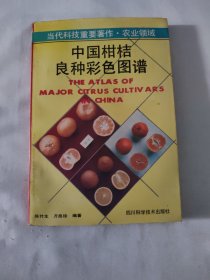 当代科技重要著作·农业领域
中国柑桔
良种彩色图谱
THE ATLAS OF
MAJOR CITRUS CULTIVARS
IN CHINA
编著
四川科学技术出版社